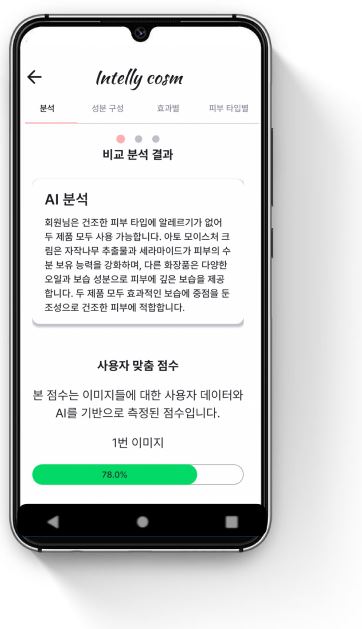 Intelly cosm
분석 성분 구성 효과별 피부 타입별
비교 분석 결과
AI 분석
회원님은 건조한 피부 타입에 알레르기가 없어
두 제품 모두 사용 가능합니다. 아토 모이스처 크
림은 자작나무 추출물과 세라마이드가 피부의 수
분 보유 능력을 강화하며, 다른 화장품은 다양한
오일과 보습 성분으로 피부에 깊은 보습을 제공
합니다. 두 제품 모두 효과적인 보습에 중점을 둔
조성으로 건조한 피부에 적합합니다.
사용자 맞춤 점수
본 점수는 이미지들에 대한 사용자 데이터와
AI를 기반으로 측정된 점수입니다.
1번 이미지
78.0%